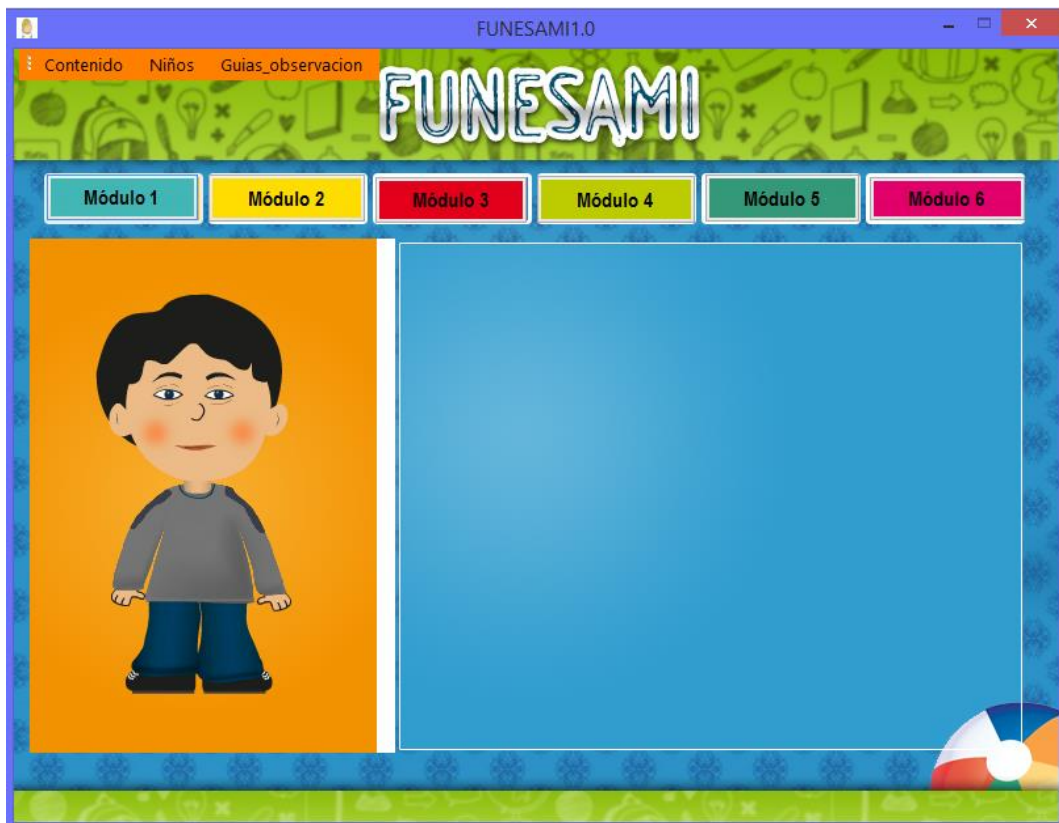 FUNESAMI1.0
Contenido Niños Guias_observacion
FUNESAMI
Módulo 1 Módulo 2 Módulo 3 Módulo 4 Módulo 5 Módulo 6